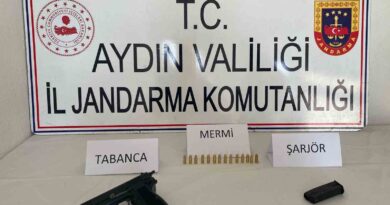 T.C.
AYDIN VALİLİĞİ
İL JANDARMA KOMUTANLIĞI
MERMİ
TABANCA
ŞARJÖR